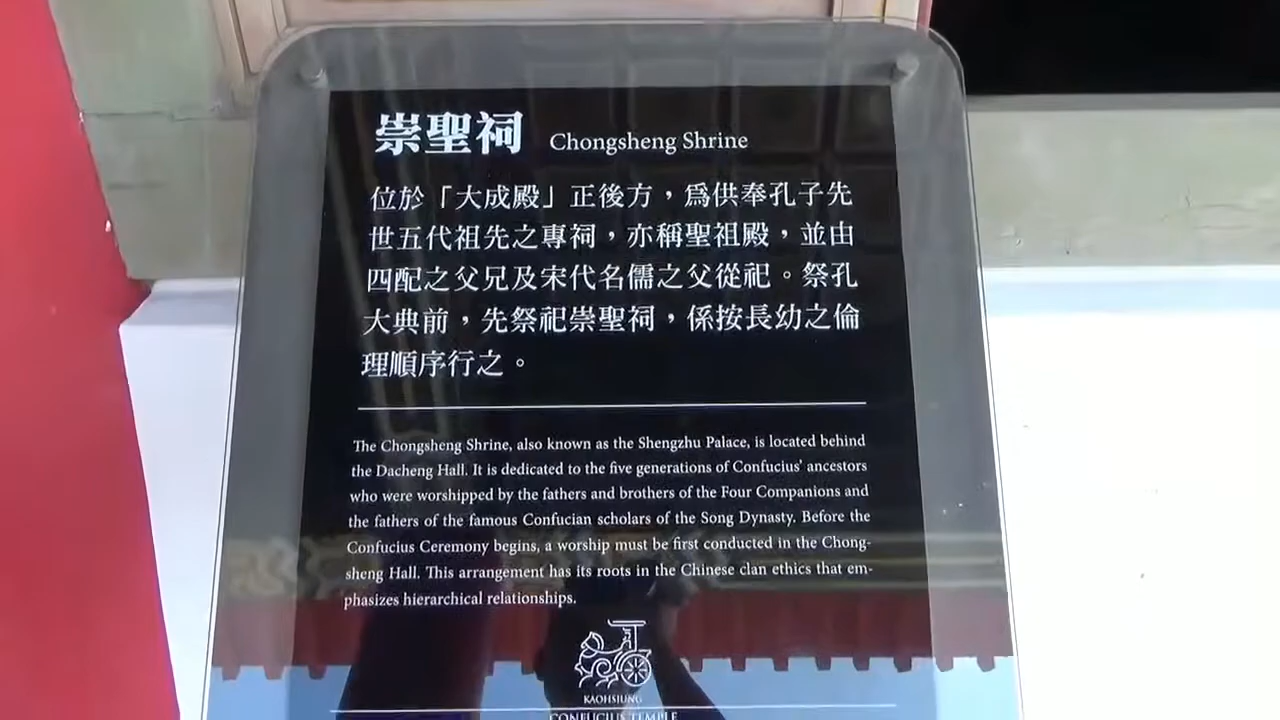 崇聖祠 Chongsheng Shrine
位於「大成殿」正後方，爲供奉孔子先
世五代祖先之專祠，亦稱聖祖殿，並由
四配之父兄及宋代名儒之父從祀。祭孔
大典前，先祭祀崇聖祠，係按長幼之倫
理順序行之。
The Chongsheng Shrine, also known as the Shengzhu Palace, is located behind
the Dacheng Hall. It is dedicated to the five generations of Confucius' ancestors
who were worshipped by the fathers and brothers of the Four Companions and
the fathers of the famous Confucian scholars of the Song Dynasty. Before the
Confucius Ceremony begins, a worship must be first conducted in the Chong-
sheng Hall. This arrangement has its roots in the Chinese clan ethics that em-
phasizes hierarchical relationships.
KAOHSIUNG
CONFUCIUS TEMPLE